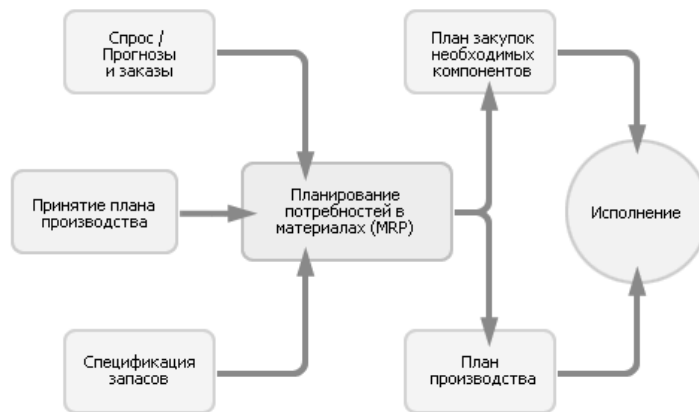 Спрос /
Прогнозы
и заказы
План закупок
необходимых
компонентов
Принятие плана
производства
Планирование
потребностей в
материалах (MRP)
Исполнение
Спецификация
запасов
План
производства